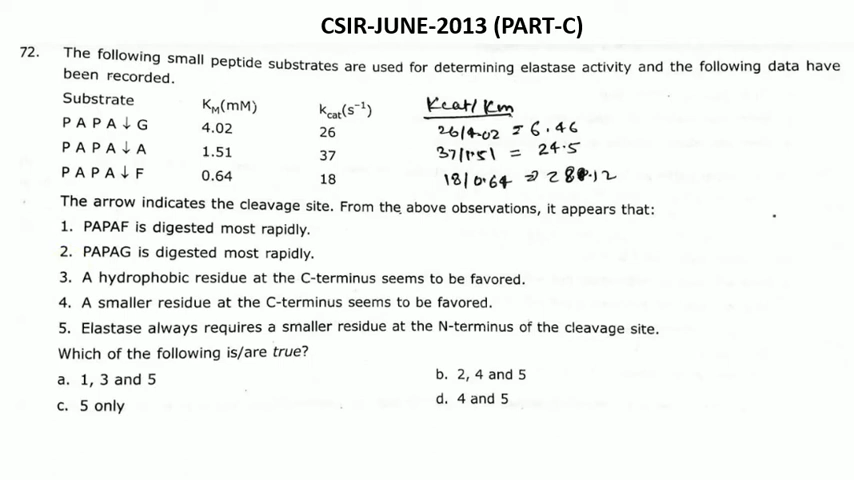 CSIR-JUNE-2013 (PART-C)
72. The following small peptide substrates are used for determining elastase activity and the following data have
been recorded.
Substrate K_M(mM) k_cat(s⁻¹) Kcat/Km
P A P A ↓ G 4.02 26 26/4.02 = 6.46
P A P A ↓ A 1.51 37 37/1.51 = 24.5
P A P A ↓ F 0.64 18 18/0.64 ⇒ 28.12
The arrow indicates the cleavage site. From the above observations, it appears that:
1. PAPAF is digested most rapidly.
2. PAPAG is digested most rapidly.
3. A hydrophobic residue at the C-terminus seems to be favored.
4. A smaller residue at the C-terminus seems to be favored.
5. Elastase always requires a smaller residue at the N-terminus of the cleavage site.
Which of the following is/are true?
a. 1, 3 and 5 b. 2, 4 and 5
c. 5 only d. 4 and 5